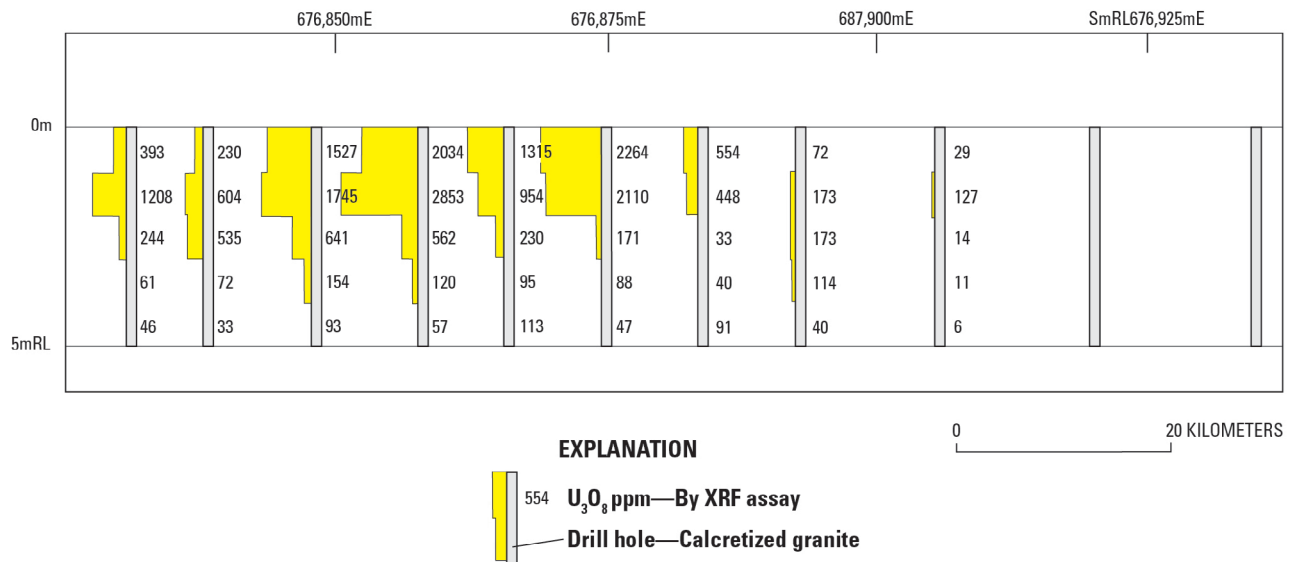 676,850mE 676,875mE 687,900mE SmRL676,925mE
0m
393 230 1527 2034 1315 2264 554 72 29
1208 604 1745 2853 954 2110 448 173 127
244 535 641 562 230 171 33 173 14
61 72 154 120 95 88 40 114 11
46 33 93 57 113 47 91 40 6
5mRL
0 20 KILOMETERS
EXPLANATION
554 U₃O₈ ppm—By XRF assay
Drill hole—Calcretized granite